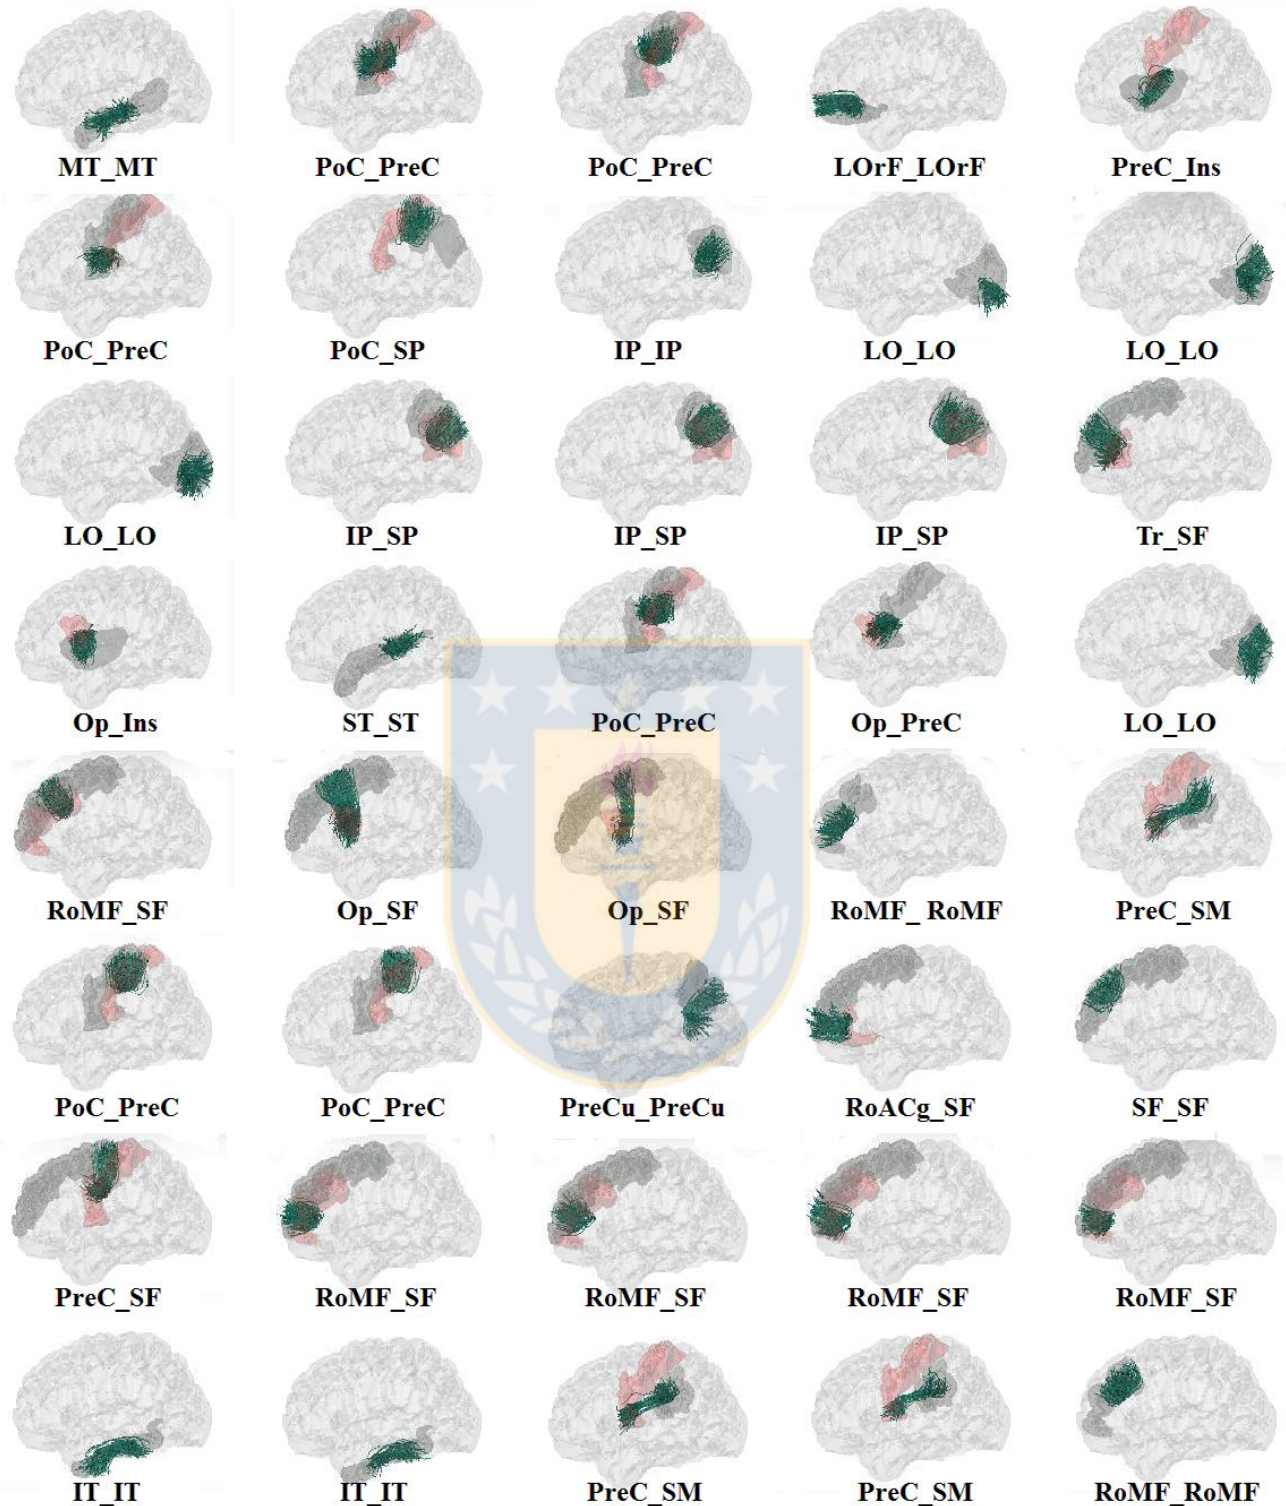 MT_MT PoC_PreC PoC_PreC LOrF_LOrF PreC_Ins
PoC_PreC PoC_SP IP_IP LO_LO LO_LO
LO_LO IP_SP IP_SP IP_SP Tr_SF
Op_Ins ST_ST PoC_PreC Op_PreC LO_LO
RoMF_SF Op_SF Op_SF RoMF_ RoMF PreC_SM
PoC_PreC PoC_PreC PreCu_PreCu RoACg_SF SF_SF
PreC_SF RoMF_SF RoMF_SF RoMF_SF RoMF_SF
IT_IT IT_IT PreC_SM PreC_SM RoMF_RoMF